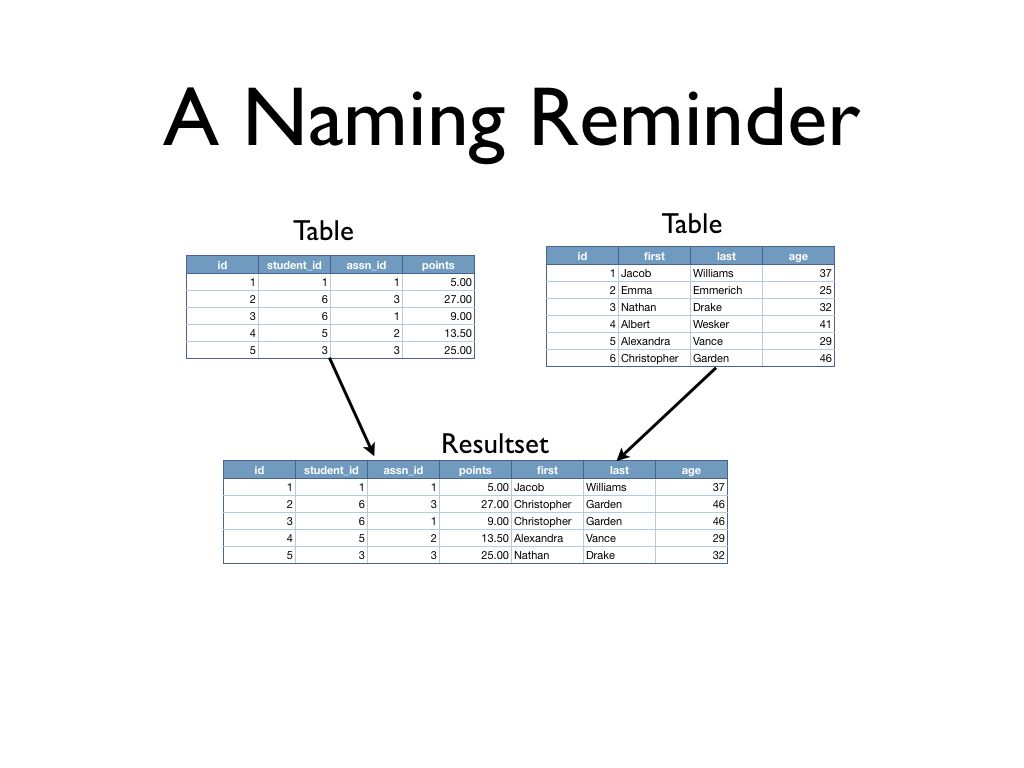 A Naming Reminder
Table
id student_id assn_id points
1 1 1 5.00
2 6 3 27.00
3 6 1 9.00
4 5 2 13.50
5 3 3 25.00
Table
id first last age
1 Jacob Williams 37
2 Emma Emmerich 25
3 Nathan Drake 32
4 Albert Wesker 41
5 Alexandra Vance 29
6 Christopher Garden 46
Resultset
id student_id assn_id points first last age
1 1 1 5.00 Jacob Williams 37
2 6 3 27.00 Christopher Garden 46
3 6 1 9.00 Christopher Garden 46
4 5 2 13.50 Alexandra Vance 29
5 3 3 25.00 Nathan Drake 32